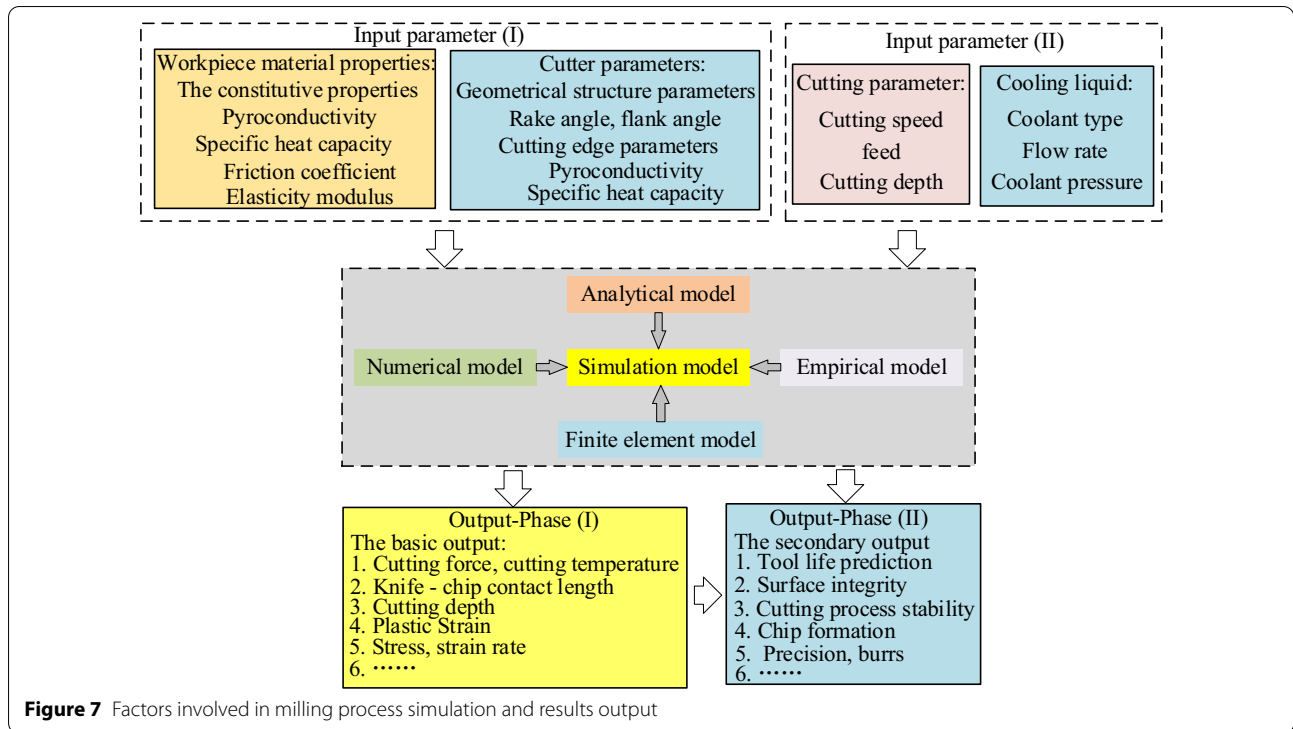 Input parameter (I)
Workpiece material properties:
The constitutive properties
Pyroconductivity
Specific heat capacity
Friction coefficient
Elasticity modulus
Cutter parameters:
Geometrical structure parameters
Rake angle, flank angle
Cutting edge parameters
Pyroconductivity
Specific heat capacity
Input parameter (II)
Cutting parameter:
Cutting speed
feed
Cutting depth
Cooling liquid:
Coolant type
Flow rate
Coolant pressure
Analytical model
Numerical model
Simulation model
Empirical model
Finite element model
Output-Phase (I)
The basic output:
1. Cutting force, cutting temperature
2. Knife - chip contact length
3. Cutting depth
4. Plastic Strain
5. Stress, strain rate
6. ······
Output-Phase (II)
The secondary output
1. Tool life prediction
2. Surface integrity
3. Cutting process stability
4. Chip formation
5. Precision, burrs
6. ······
Figure 7 Factors involved in milling process simulation and results output